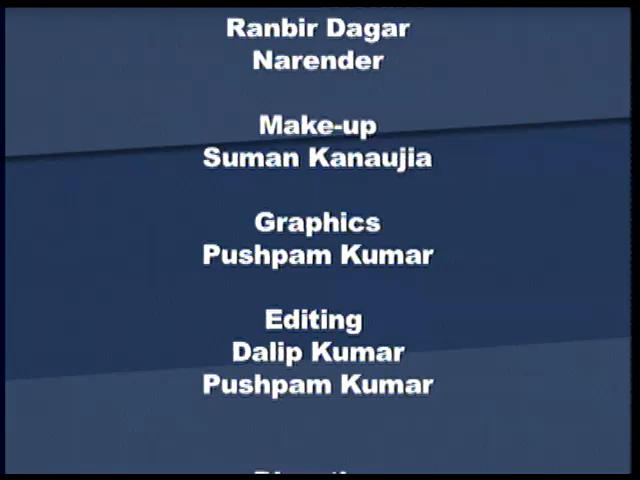 Ranbir Dagar
Narender
Make-up
Suman Kanaujia
Graphics
Pushpam Kumar
Editing
Dalip Kumar
Pushpam Kumar